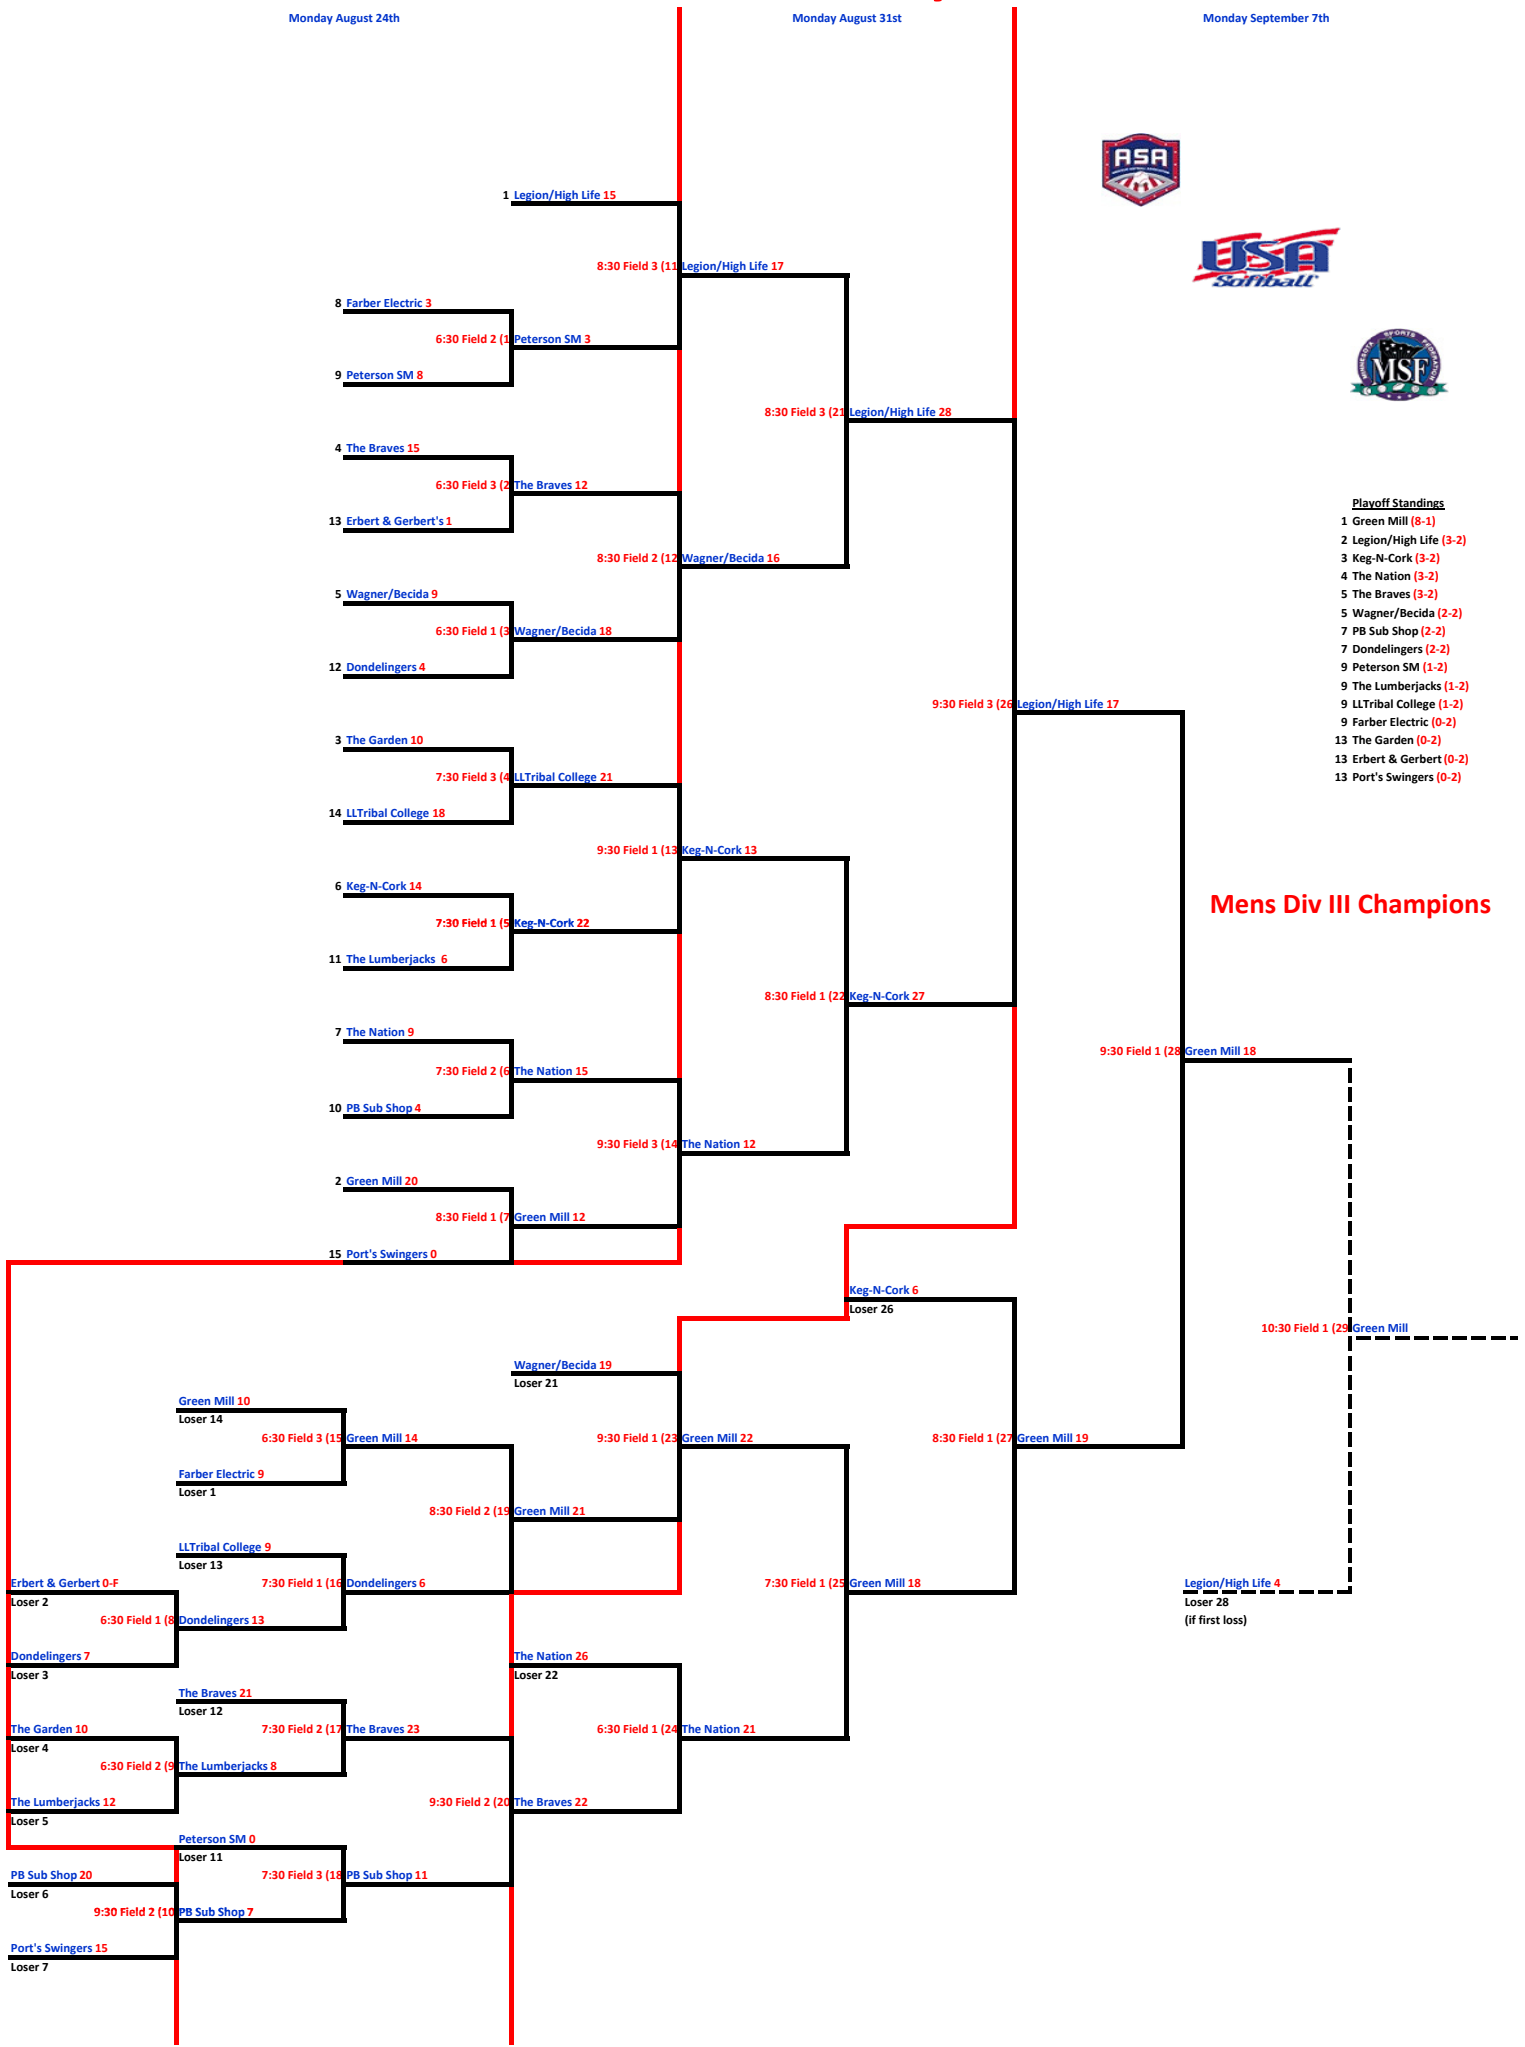 Monday August 24th
Monday August 31st
Monday September 7th
ASA
1 Legion/High Life 15
USA
Softball
8:30 Field 3 (11 Legion/High Life 17
8 Farber Electric 3
6:30 Field 2 (1 Peterson SM 3
MINNESOTA SPORTS FEDERATION
MSF
9 Peterson SM 8
8:30 Field 3 (21 Legion/High Life 28
4 The Braves 15
6:30 Field 3 (2 The Braves 12
13 Erbert & Gerbert's 1
8:30 Field 2 (12 Wagner/Becida 16
5 Wagner/Becida 9
6:30 Field 1 (3 Wagner/Becida 18
12 Dondelingers 4
Playoff Standings
1 Green Mill (8-1)
2 Legion/High Life (3-2)
3 Keg-N-Cork (3-2)
4 The Nation (3-2)
5 The Braves (3-2)
5 Wagner/Becida (2-2)
7 PB Sub Shop (2-2)
7 Dondelingers (2-2)
9 Peterson SM (1-2)
9 The Lumberjacks (1-2)
9 LLTribal College (1-2)
9 Farber Electric (0-2)
13 The Garden (0-2)
13 Erbert & Gerbert (0-2)
13 Port's Swingers (0-2)
9:30 Field 3 (26 Legion/High Life 17
3 The Garden 10
7:30 Field 3 (4 LLTribal College 21
14 LLTribal College 18
9:30 Field 1 (13 Keg-N-Cork 13
6 Keg-N-Cork 14
Mens Div III Champions
7:30 Field 1 (5 Keg-N-Cork 22
11 The Lumberjacks 6
8:30 Field 1 (22 Keg-N-Cork 27
7 The Nation 9
9:30 Field 1 (28 Green Mill 18
7:30 Field 2 (6 The Nation 15
10 PB Sub Shop 4
9:30 Field 3 (14 The Nation 12
2 Green Mill 20
8:30 Field 1 (7 Green Mill 12
15 Port's Swingers 0
Keg-N-Cork 6
Loser 26
10:30 Field 1 (29 Green Mill
Wagner/Becida 19
Loser 21
Green Mill 10
Loser 14
6:30 Field 3 (15 Green Mill 14
9:30 Field 1 (23 Green Mill 22
8:30 Field 1 (27 Green Mill 19
Farber Electric 9
Loser 1
8:30 Field 2 (19 Green Mill 21
LLTribal College 9
Loser 13
Erbert & Gerbert 0-F
7:30 Field 1 (16 Dondelingers 6
7:30 Field 1 (25 Green Mill 18
Legion/High Life 4
Loser 2
Loser 28
6:30 Field 1 (8 Dondelingers 13
(if first loss)
Dondelingers 7
Loser 3
The Nation 26
Loser 22
The Braves 21
Loser 12
The Garden 10
7:30 Field 2 (17 The Braves 23
6:30 Field 1 (24 The Nation 21
Loser 4
6:30 Field 2 (9 The Lumberjacks 8
The Lumberjacks 12
9:30 Field 2 (20 The Braves 22
Loser 5
Peterson SM 0
Loser 11
PB Sub Shop 20
7:30 Field 3 (18 PB Sub Shop 11
Loser 6
9:30 Field 2 (10 PB Sub Shop 7
Port's Swingers 15
Loser 7